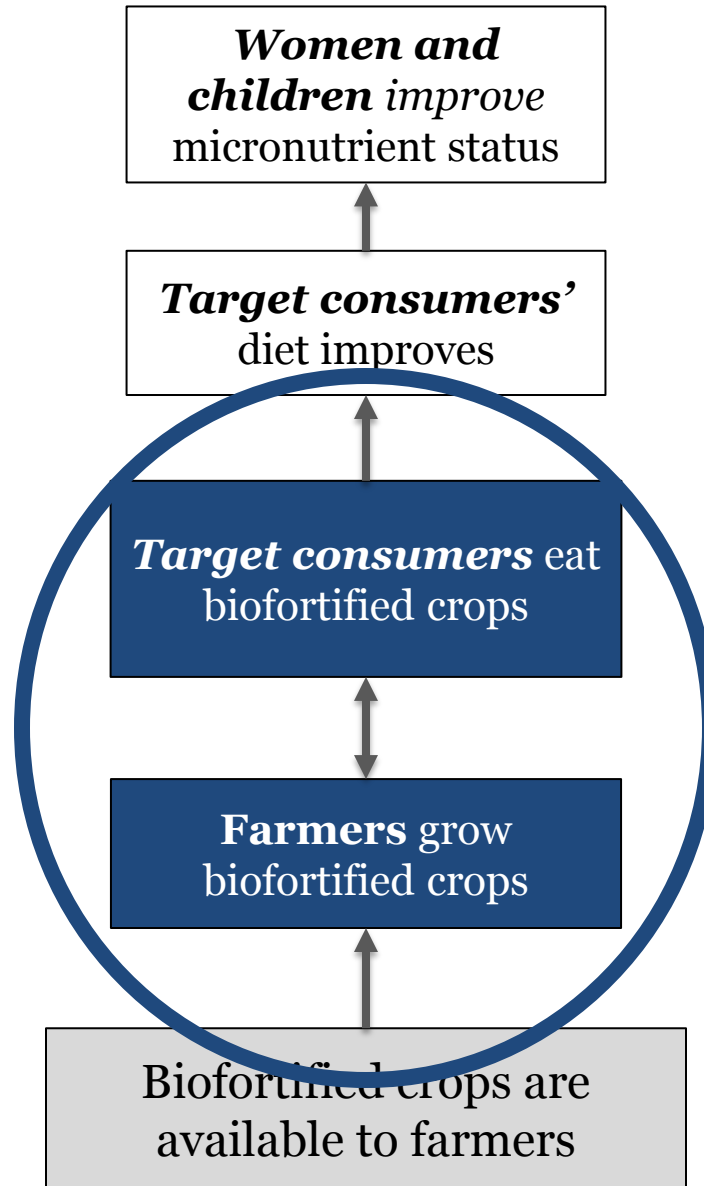 Women and
children improve
micronutrient status
Target consumers’
diet improves
Target consumers eat
biofortified crops
Farmers grow
biofortified crops
Biofortified crops are
available to farmers